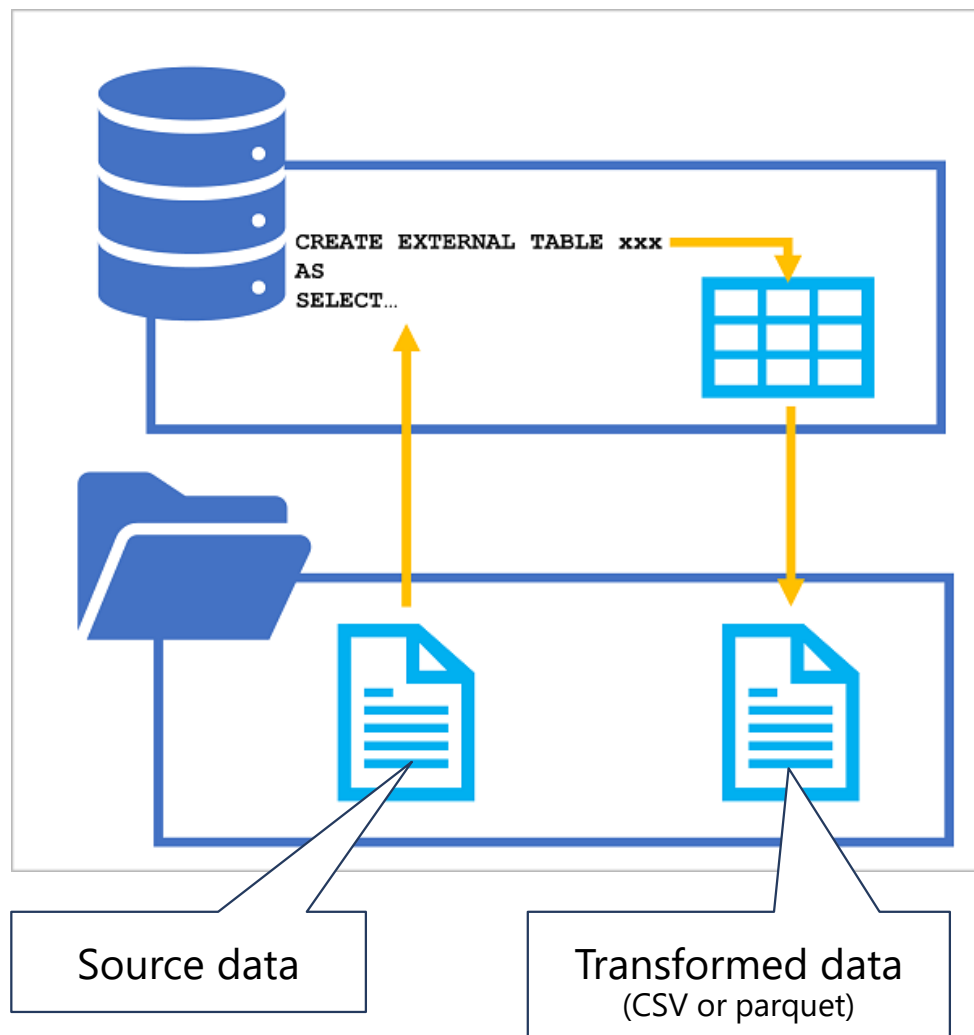 CREATE EXTERNAL TABLE xxx
AS
SELECT…
Source data
Transformed data
(CSV or parquet)